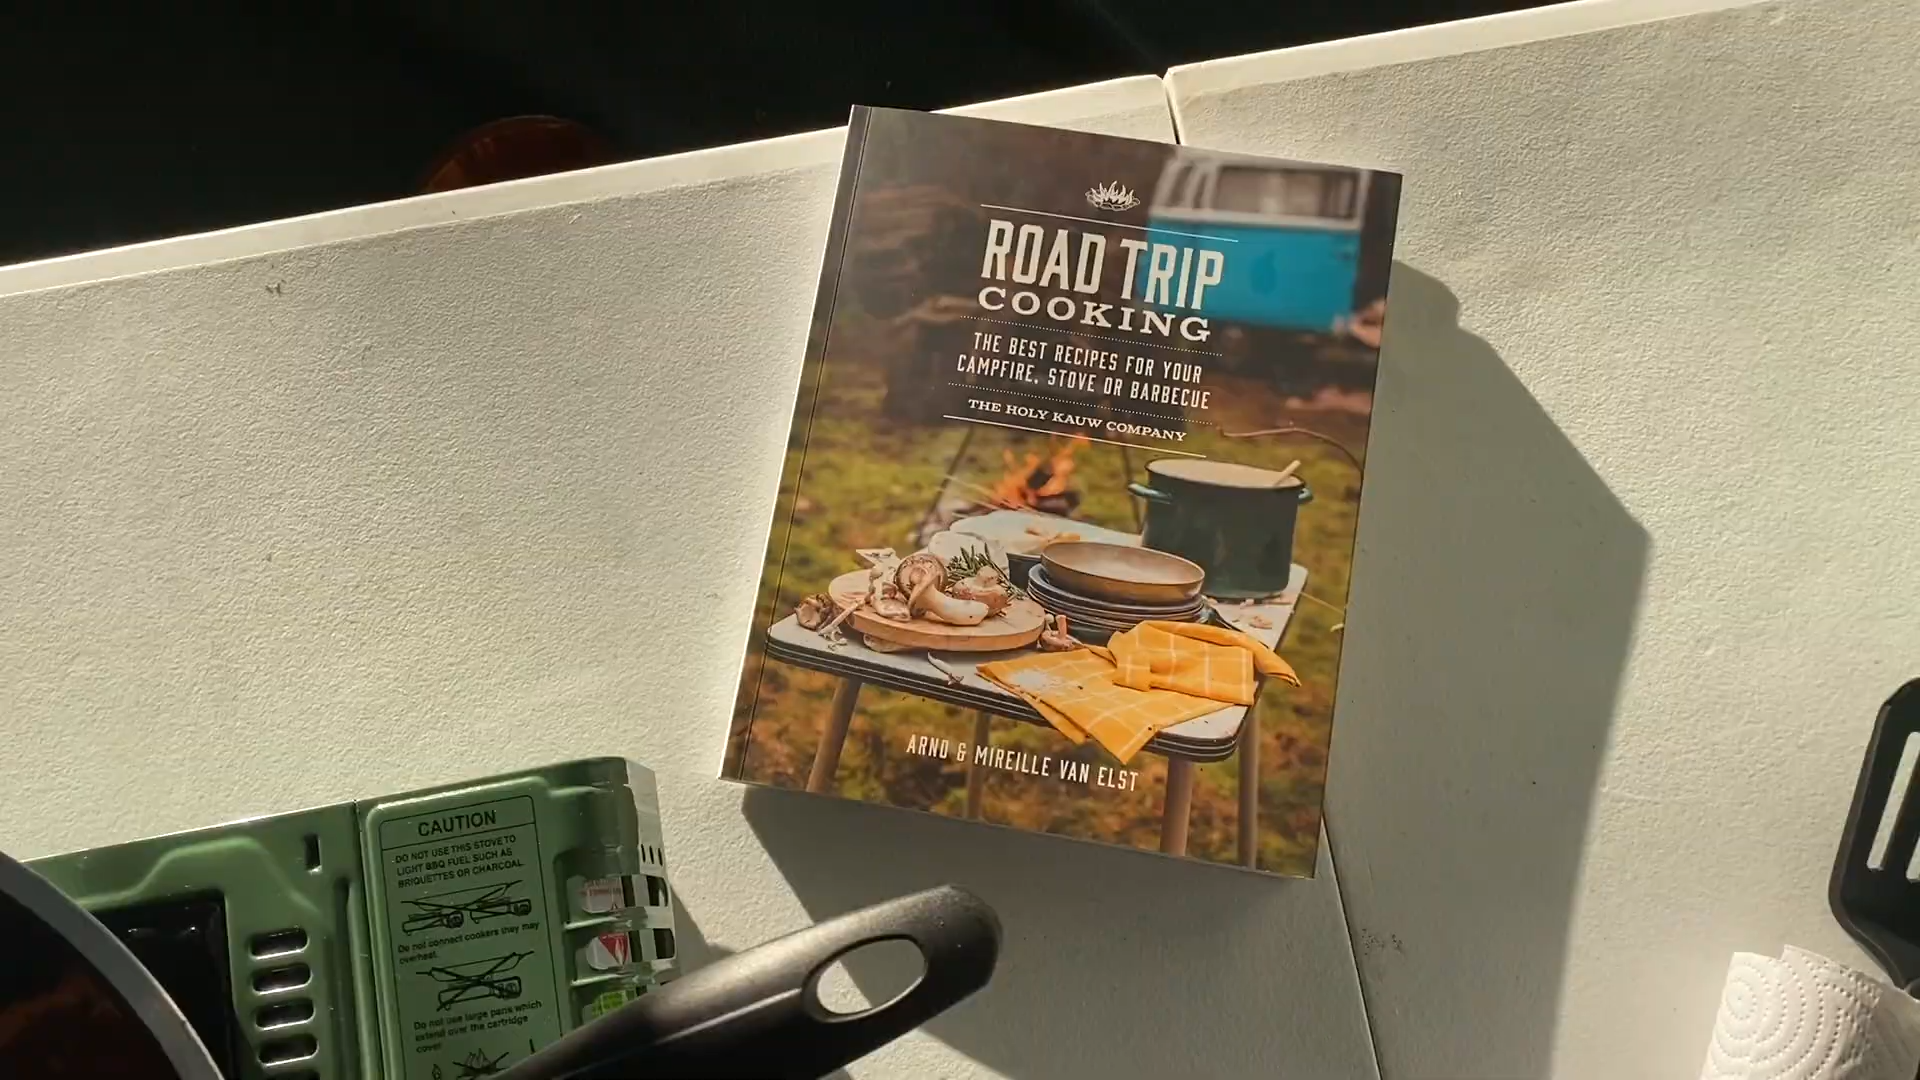 ROAD TRIP
COOKING
THE BEST RECIPES FOR YOUR
CAMPFIRE, STOVE OR BARBECUE
THE HOLY KAUW COMPANY
ARNO & MIREILLE VAN ELST
CAUTION
DO NOT USE THIS STOVE TO
LIGHT BBQ FUEL SUCH AS
BRIQUETTES OR CHARCOAL
Do not connect cookers they may
overheat.
Do not use large pans which
extend over the cartridge
cover.